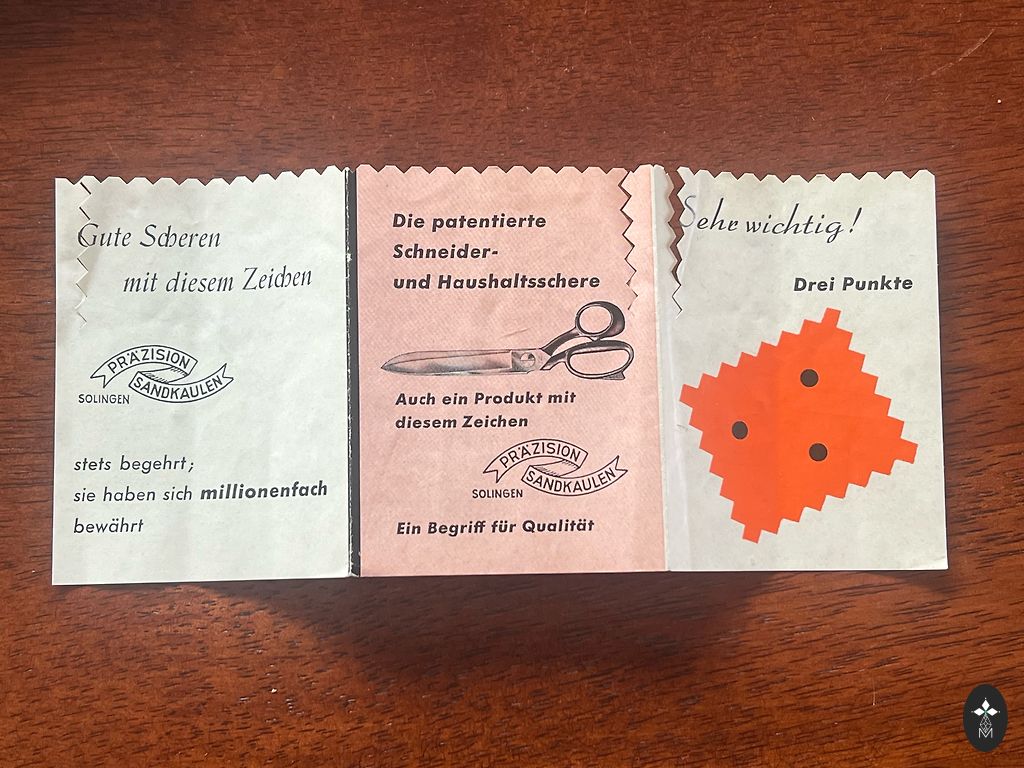 Gute Scheren
mit diesem Zeichen
PRÄZISION
SANDKAULEN
SOLINGEN
stets begehrt;
sie haben sich millionenfach
bewährt
Die patentierte
Schneider-
und Haushaltsschere
Auch ein Produkt mit
diesem Zeichen
PRÄZISION
SANDKAULEN
SOLINGEN
Ein Begriff für Qualität
Sehr wichtig!
Drei Punkte
M